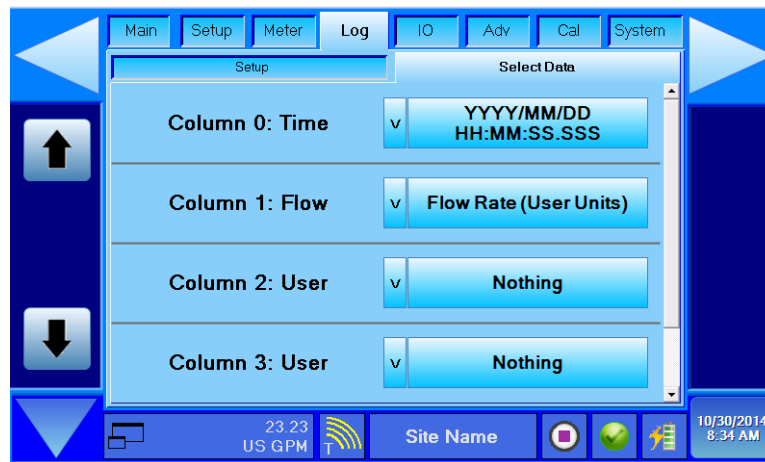 Main Setup Meter Log IO Adv Cal System
Setup Select Data
Column 0: Time v YYYY/MM/DD
HH:MM:SS.SSS
Column 1: Flow v Flow Rate (User Units)
Column 2: User v Nothing
Column 3: User v Nothing
23.23
US GPM
T
Site Name
10/30/2014
8:34 AM